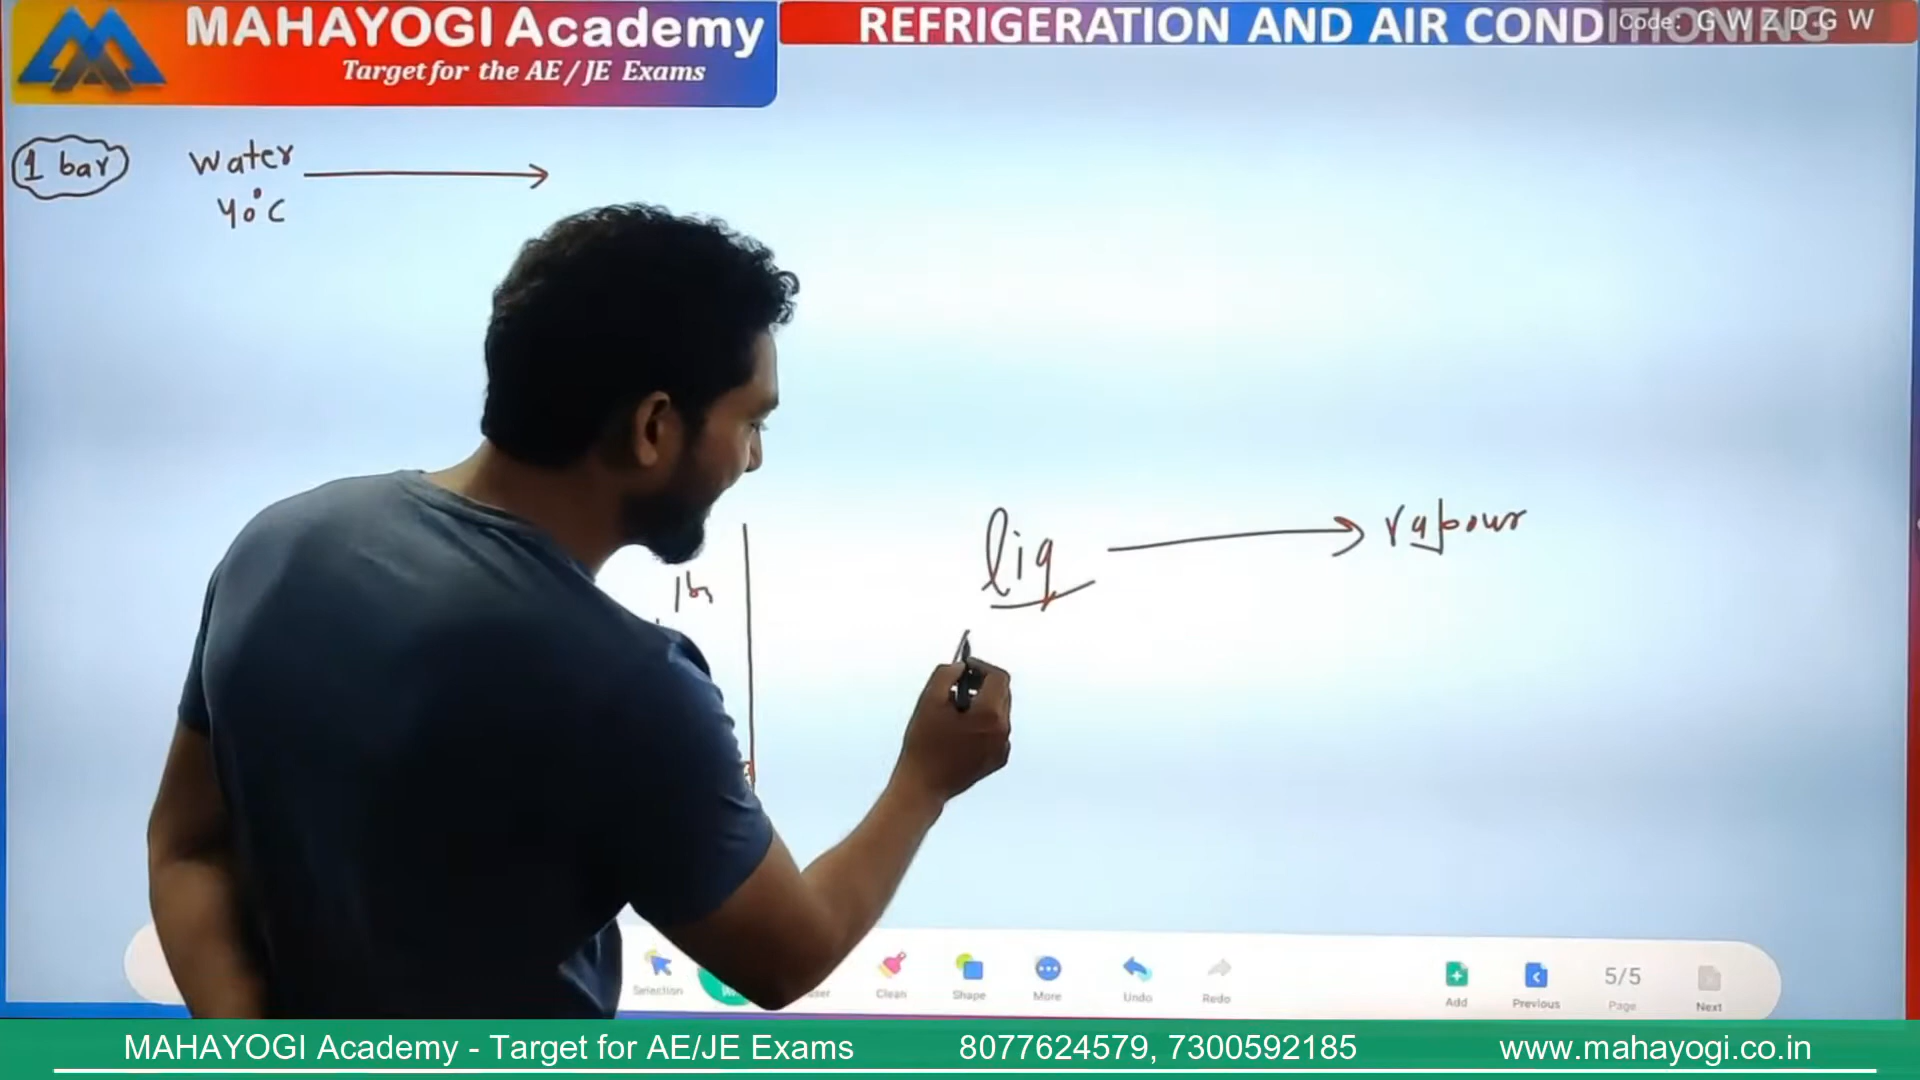 MAHAYOGI Academy
Target for the AE / JE Exams
REFRIGERATION AND AIR CONDITIONING
Code: G W Z D G W
1 bar
Water
40°C
liq
vapour
Selection
Clean
Shape
More
Undo
Redo
Add
Previous
5/5
Page
Next
MAHAYOGI Academy - Target for AE/JE Exams
8077624579, 7300592185
www.mahayogi.co.in